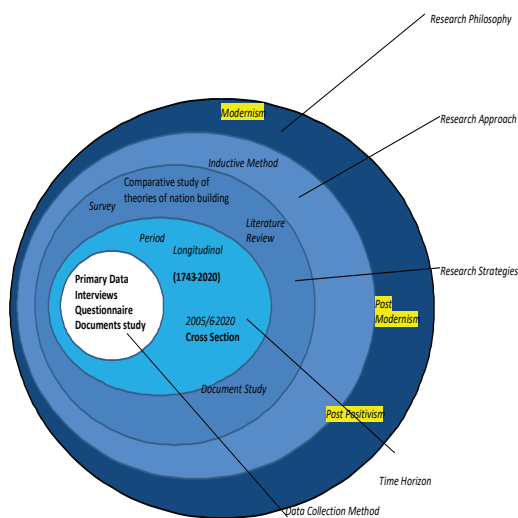 Research Philosophy
Modernism
Research Approach
Inductive Method
Comparative study of
theories of nation building
Survey
Literature
Review
Period
Longitudinal
(1743-2020)
Research Strategies
Primary Data
Interviews
Questionnaire
Documents study
Post
Modernism
2005/62020
Cross Section
Document Study
Post Positivism
Time Horizon
Data Collection Method